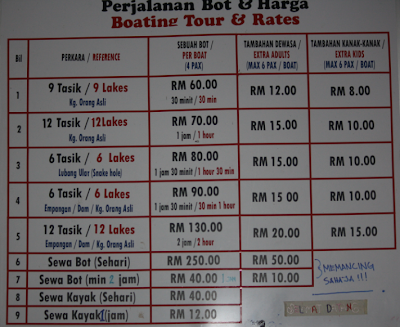 Perjalanan Bot & Harga
Boating Tour & Rates
Bil
PERKARA / REFERENCE
SEBUAH BOT /
PER BOAT
(4 PAX)
TAMBAHAN DEWASA /
EXTRA ADULTS
(MAX 6 PAX / BOAT)
TAMBAHAN KANAK-KANAK /
EXTRA KIDS
(MAX 6 PAX / BOAT)
1
9 Tasik / 9 Lakes
Kg. Orang Asli
RM 60.00
30 minit / 30 min
RM 12.00
RM 8.00
2
12 Tasik / 12Lakes
Kg. Orang Asli
RM 70.00
1 jam / 1 hour
RM 15.00
RM 10.00
3
6 Tasik / 6 Lakes
Lubang Ular (Snake hole)
RM 80.00
1 jam 30 minit / 1 hour 30 min
RM 15.00
RM 10.00
4
6 Tasik / 6 Lakes
Empangan / Dam / Kg. Orang Asli
RM 90.00
1 jam 30 minit / 30 min 1 hour
RM 15 00
RM 10.00
5
12 Tasik / 12 Lakes
Empangan / Dam / Kg. Orang Asli
RM 130.00
2 jam / 2 hour
RM 20.00
RM 15.00
6
Sewa Bot (Sehari)
RM 250.00
RM 50.00
7
Sewa Bot (min 2 jam)
RM 40.00
RM 10.00
MEMANCING
SAHAJA !!!
8
Sewa Kayak (Sehari)
RM 40.00
9
Sewa Kayak (1 jam)
RM 12.00